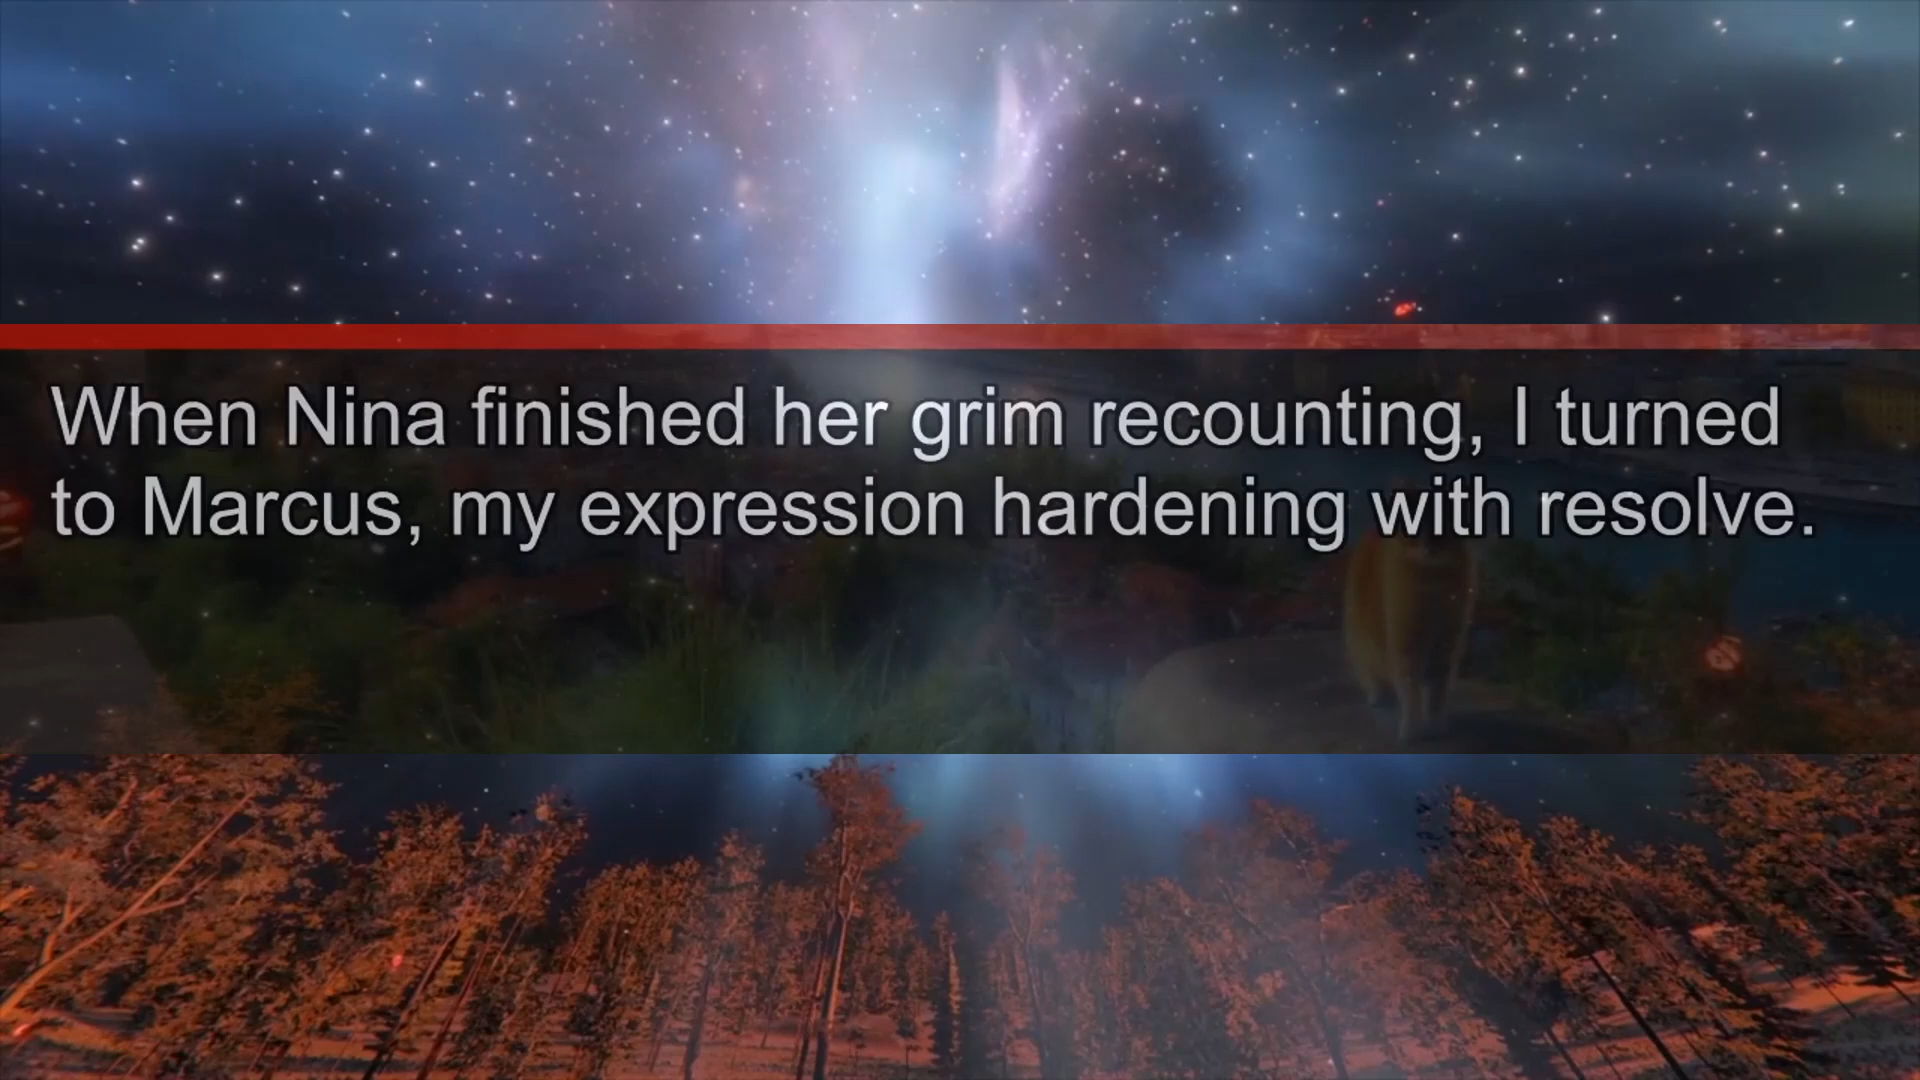 When Nina finished her grim recounting, I turned
to Marcus, my expression hardening with resolve.